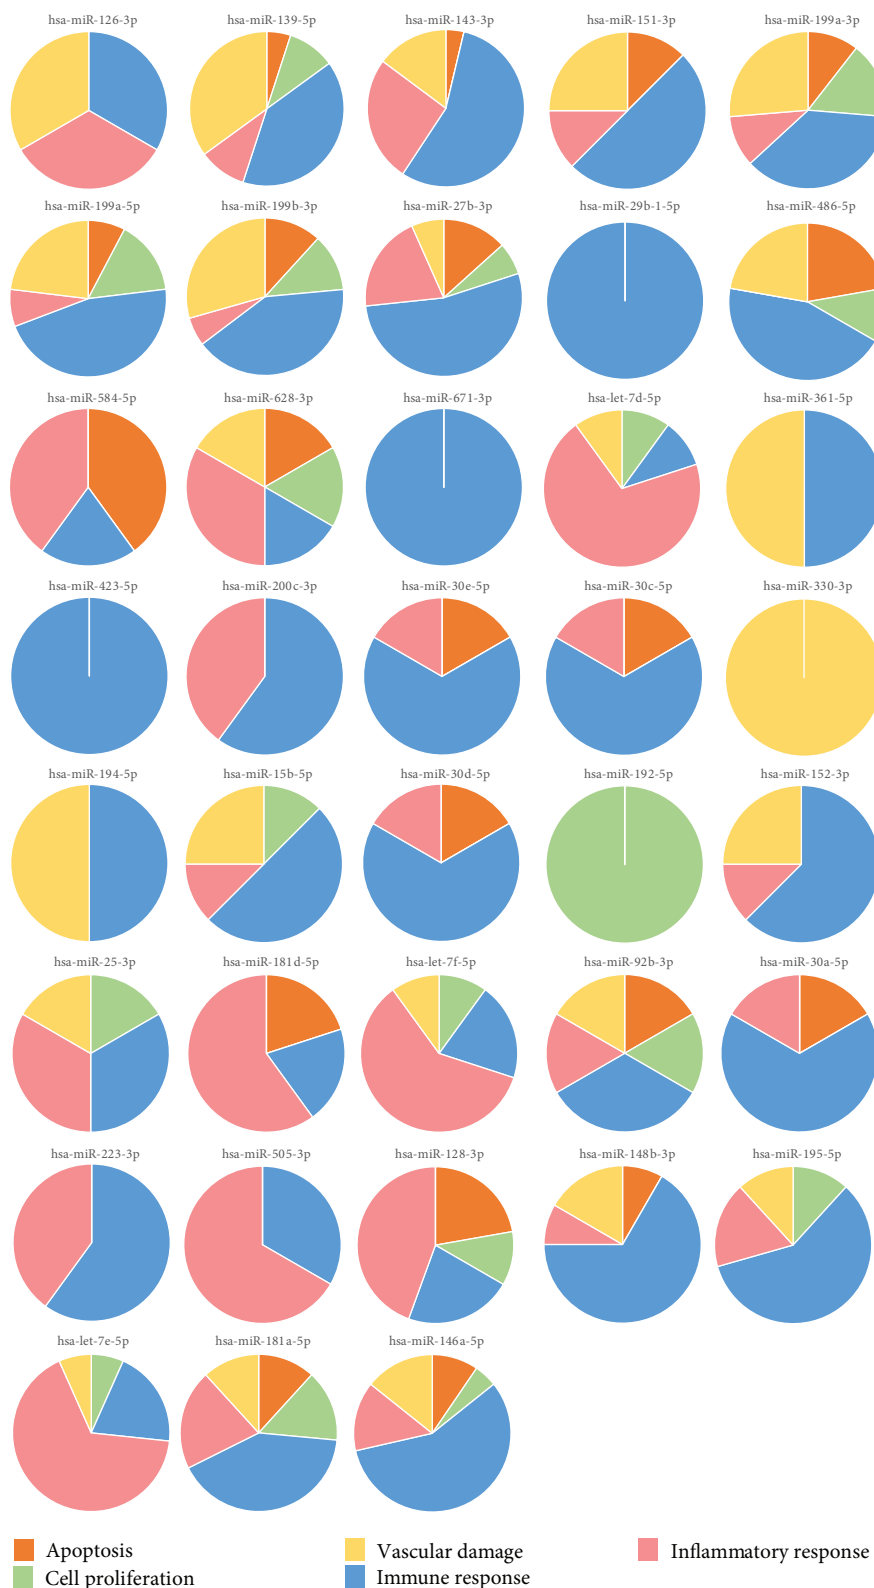 hsa-miR-126-3p
hsa-miR-139-5p
hsa-miR-143-3p
hsa-miR-151-3p
hsa-miR-199a-3p
hsa-miR-199a-5p
hsa-miR-199b-3p
hsa-miR-27b-3p
hsa-miR-29b-1-5p
hsa-miR-486-5p
hsa-miR-584-5p
hsa-miR-628-3p
hsa-miR-671-3p
hsa-let-7d-5p
hsa-miR-361-5p
hsa-miR-423-5p
hsa-miR-200c-3p
hsa-miR-30e-5p
hsa-miR-30c-5p
hsa-miR-330-3p
hsa-miR-194-5p
hsa-miR-15b-5p
hsa-miR-30d-5p
hsa-miR-192-5p
hsa-miR-152-3p
hsa-miR-25-3p
hsa-miR-181d-5p
hsa-let-7f-5p
hsa-miR-92b-3p
hsa-miR-30a-5p
hsa-miR-223-3p
hsa-miR-505-3p
hsa-miR-128-3p
hsa-miR-148b-3p
hsa-miR-195-5p
hsa-let-7e-5p
hsa-miR-181a-5p
hsa-miR-146a-5p
Apoptosis
Vascular damage
Inflammatory response
Cell proliferation
Immune response